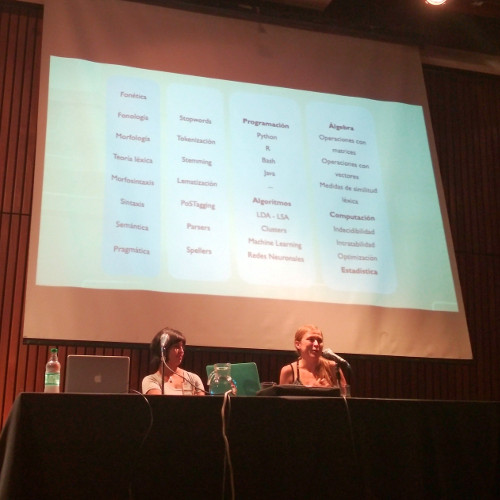 Fonética
Fonología
Morfología
Teoría léxica
Morfosintaxis
Sintaxis
Semántica
Pragmática
Stopwords
Tokenización
Stemming
Lematización
PoSTagging
Parsers
Spellers
Programación
Python
R
Bash
Java
...
Algoritmos
LDA - LSA
Clusters
Machine Learning
Redes Neuronales
Álgebra
Operaciones con
matrices
Operaciones con
vectores
Medidas de similitud
léxica
Computación
Indecidibilidad
Intratabilidad
Optimización
Estadística